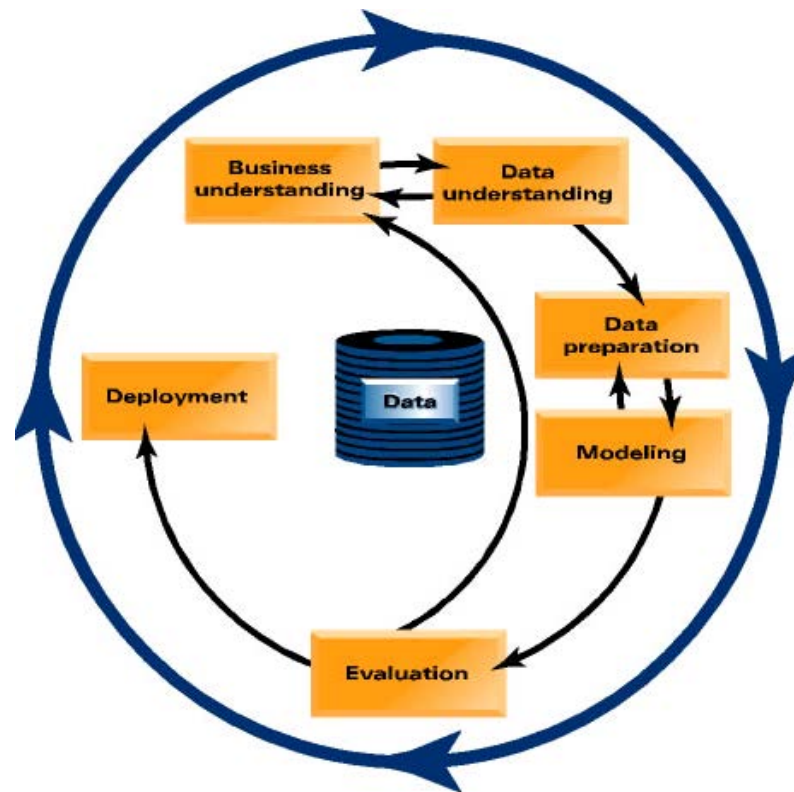 Business
understanding
Data
understanding
Data
preparation
Modeling
Evaluation
Deployment
Data